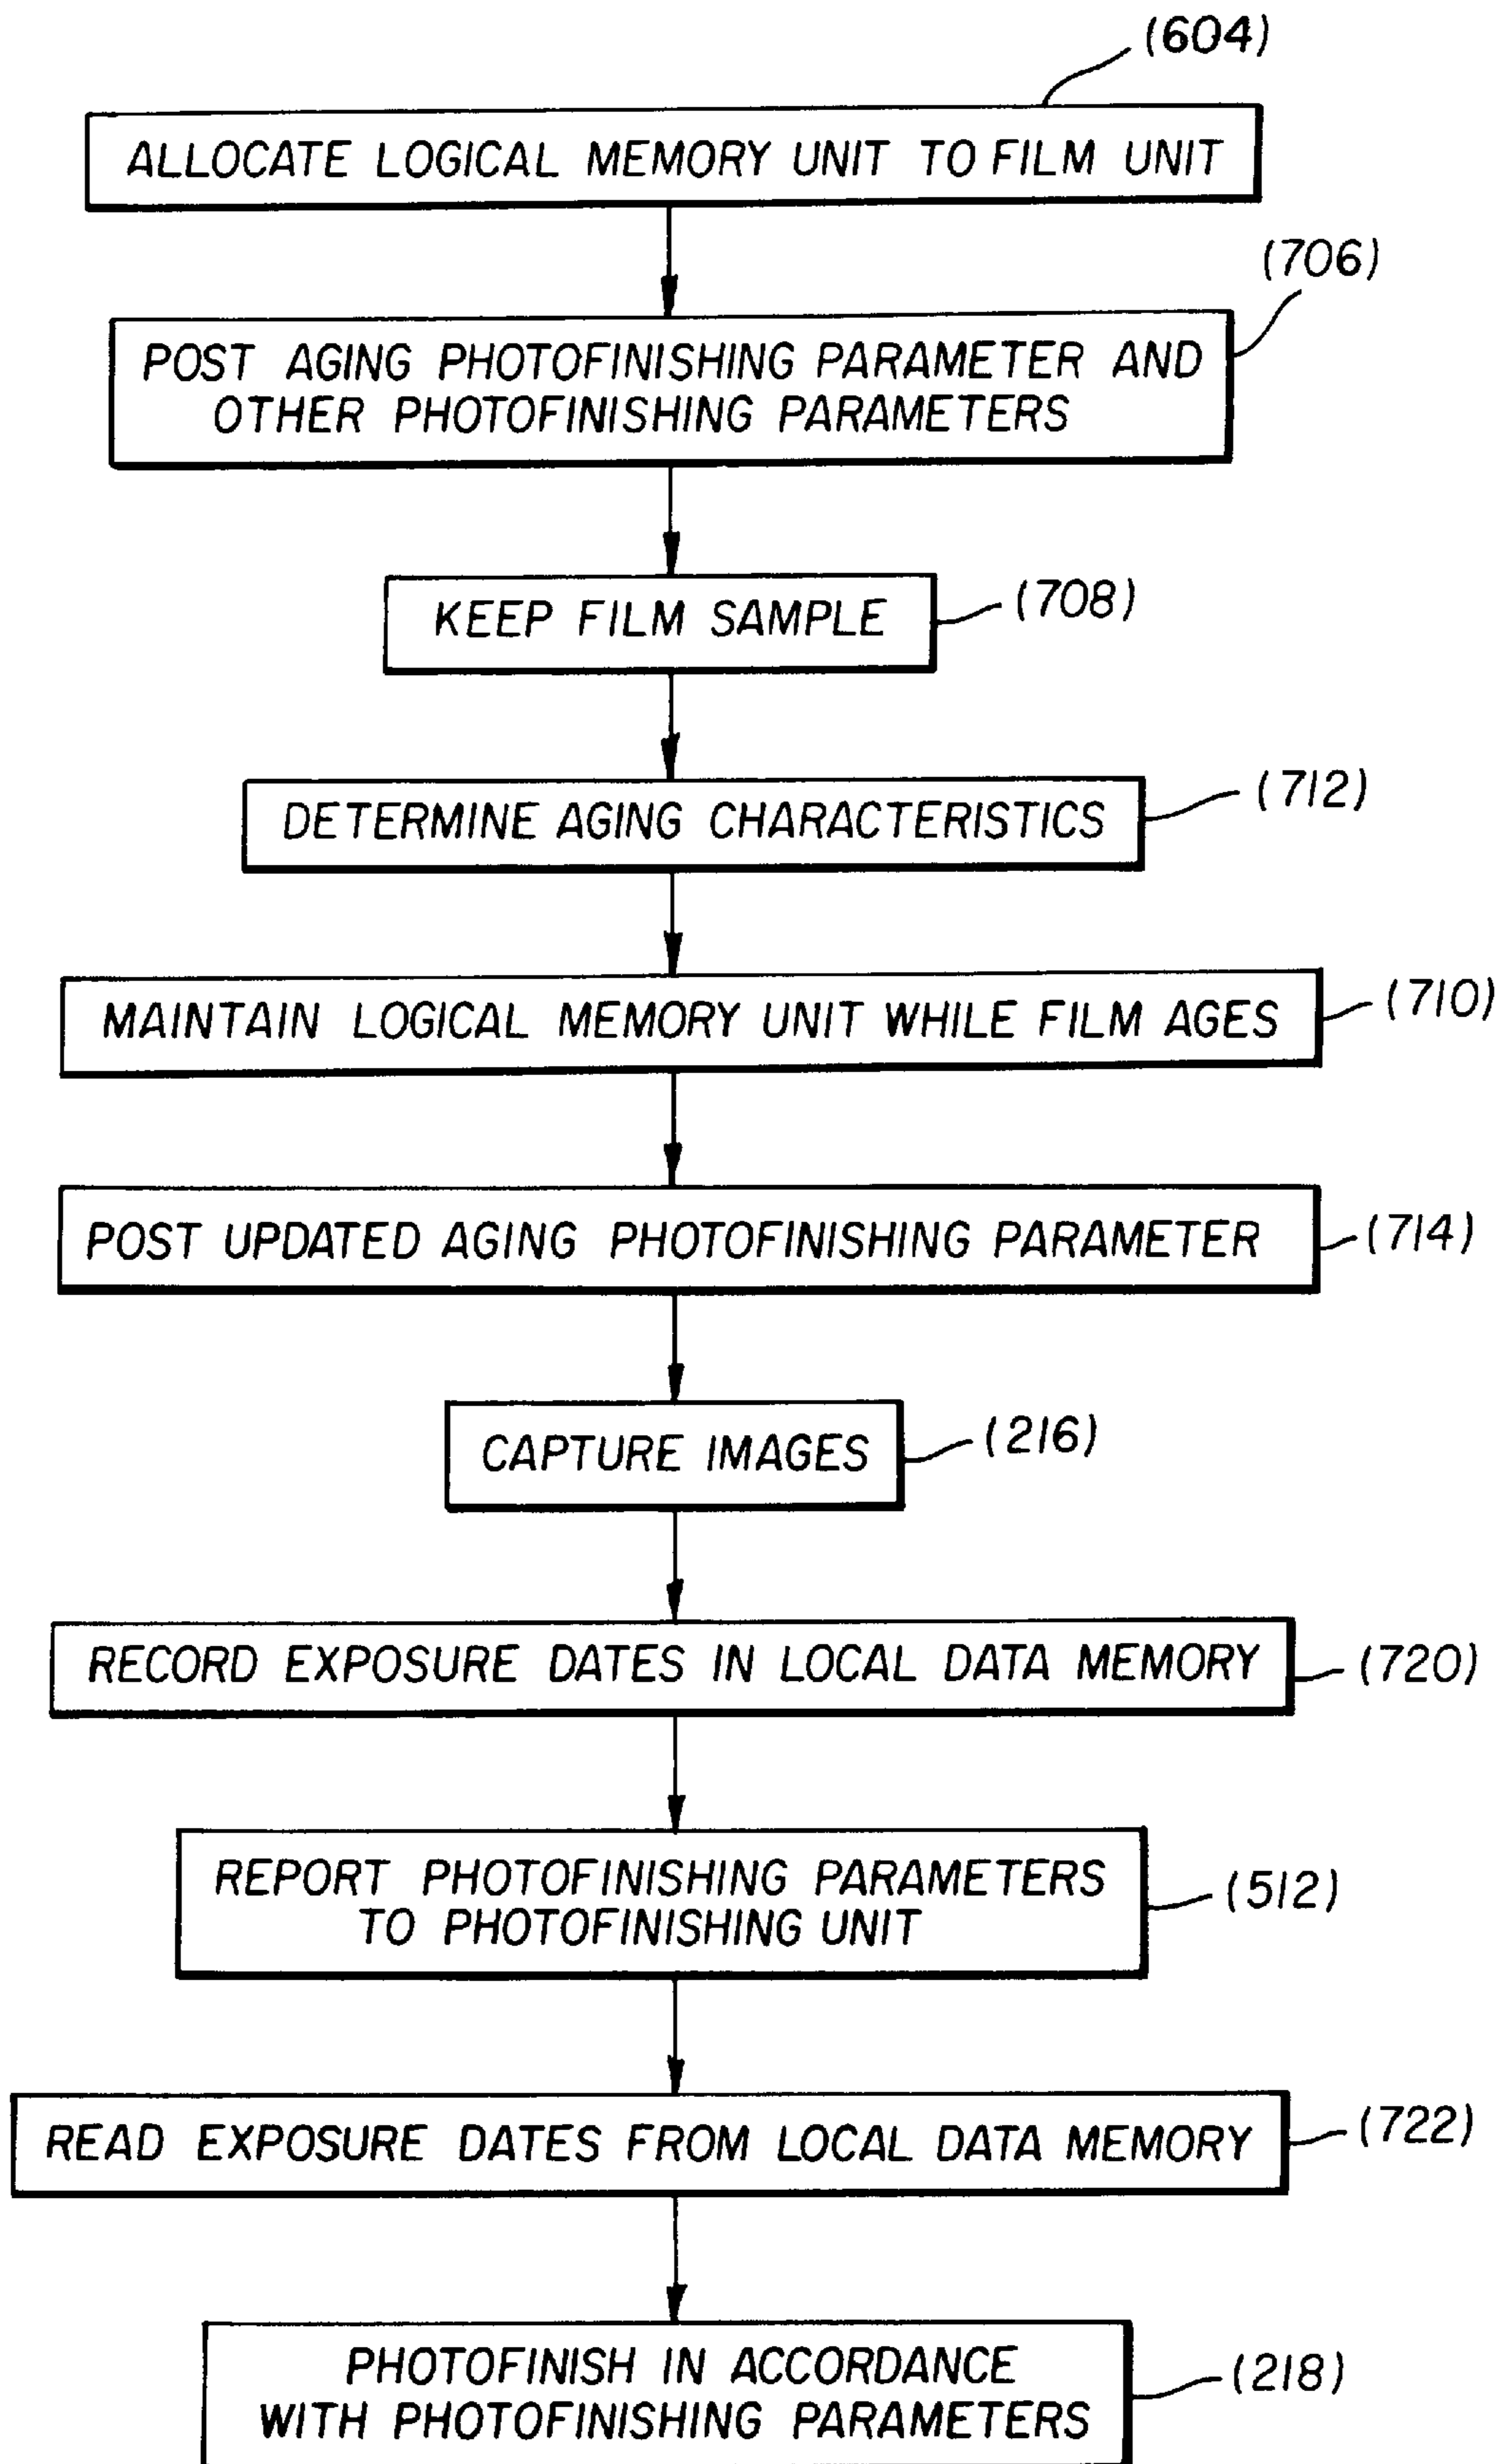 (604)
ALLOCATE LOGICAL MEMORY UNIT TO FILM UNIT
(706)
POST AGING PHOTOFINISHING PARAMETER AND
OTHER PHOTOFINISHING PARAMETERS
KEEP FILM SAMPLE (708)
DETERMINE AGING CHARACTERISTICS (712)
MAINTAIN LOGICAL MEMORY UNIT WHILE FILM AGES (710)
POST UPDATED AGING PHOTOFINISHING PARAMETER (714)
CAPTURE IMAGES (216)
RECORD EXPOSURE DATES IN LOCAL DATA MEMORY (720)
REPORT PHOTOFINISHING PARAMETERS
TO PHOTOFINISHING UNIT
(512)
READ EXPOSURE DATES FROM LOCAL DATA MEMORY (722)
PHOTOFINISH IN ACCORDANCE
WITH PHOTOFINISHING PARAMETERS
(218)